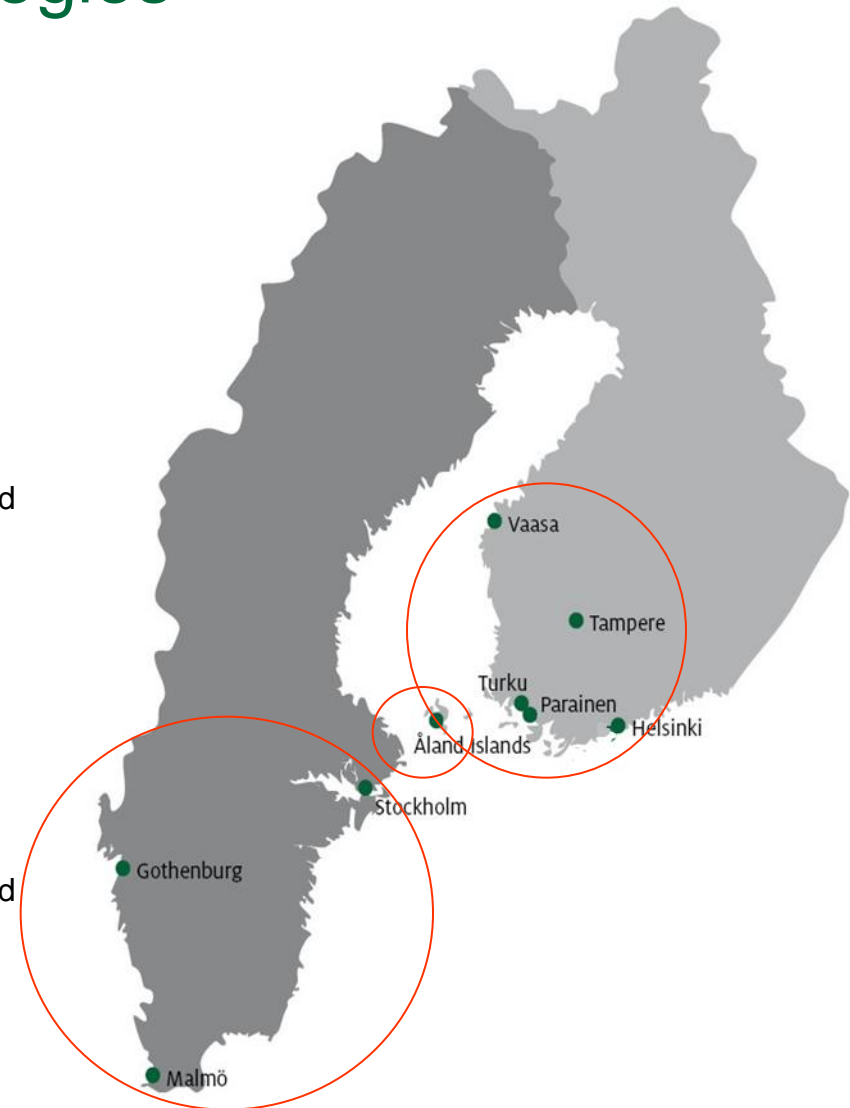 d
Vaasa
Tampere
Turku
Parainen
Helsinki
Åland islands
Stockholm
Gothenburg
d
Malmö